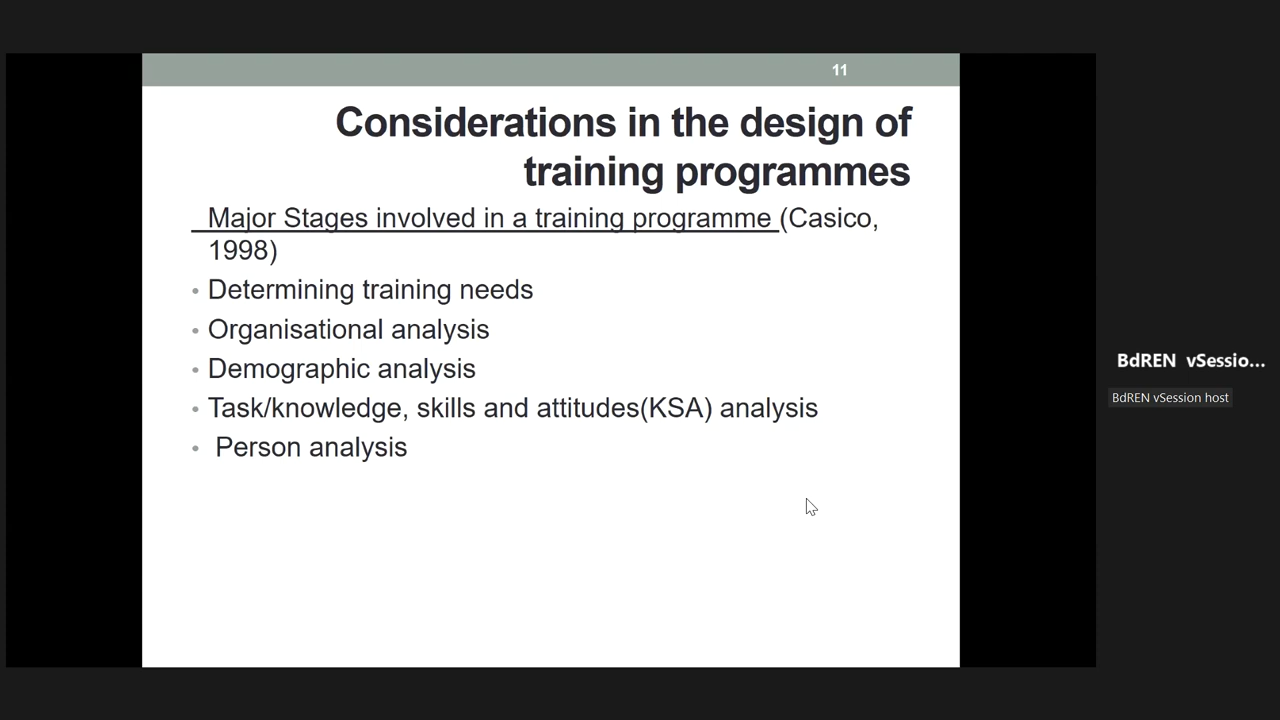 11
Considerations in the design of
training programmes
Major Stages involved in a training programme (Casico,
1998)
• Determining training needs
• Organisational analysis
• Demographic analysis
• Task/knowledge, skills and attitudes(KSA) analysis
• Person analysis
BdREN vSessio...
BdREN vSession host